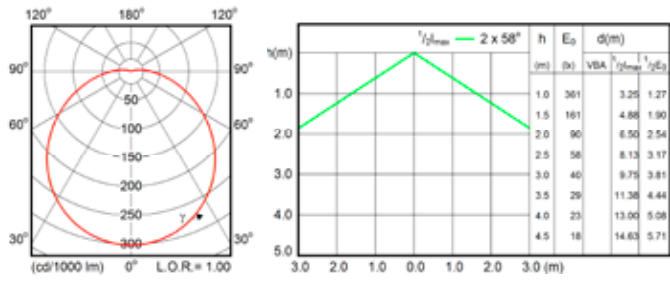 120° 180° 120°
90° 90°
50
100
60° 60°
150
200
250
γ
30° 300 30°
(cd/1000 lm) 0° L.O.R.= 1.00
h(m) 1/2Imax 2 x 58°
1.0
2.0
3.0
4.0
5.0
3.0 2.0 1.0 0.0 1.0 2.0 3.0 (m)
h E0 d(m)
(m) (lx) VBA 1/2Imax 1/2E0
1.0 361 3.25 1.27
1.5 161 4.88 1.90
2.0 90 6.50 2.54
2.5 58 8.13 3.17
3.0 40 9.75 3.81
3.5 29 11.38 4.44
4.0 23 13.00 5.08
4.5 18 14.63 5.71